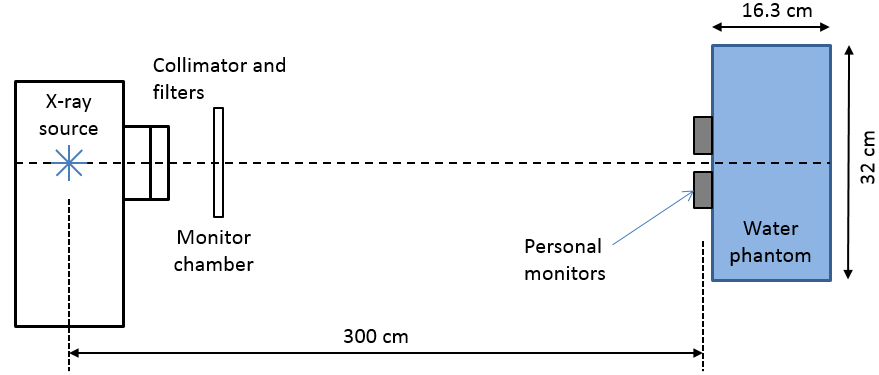 16.3 cm
Collimator and
filters
X-ray
source
32 cm
Monitor
chamber
Personal
monitors
Water
phantom
300 cm